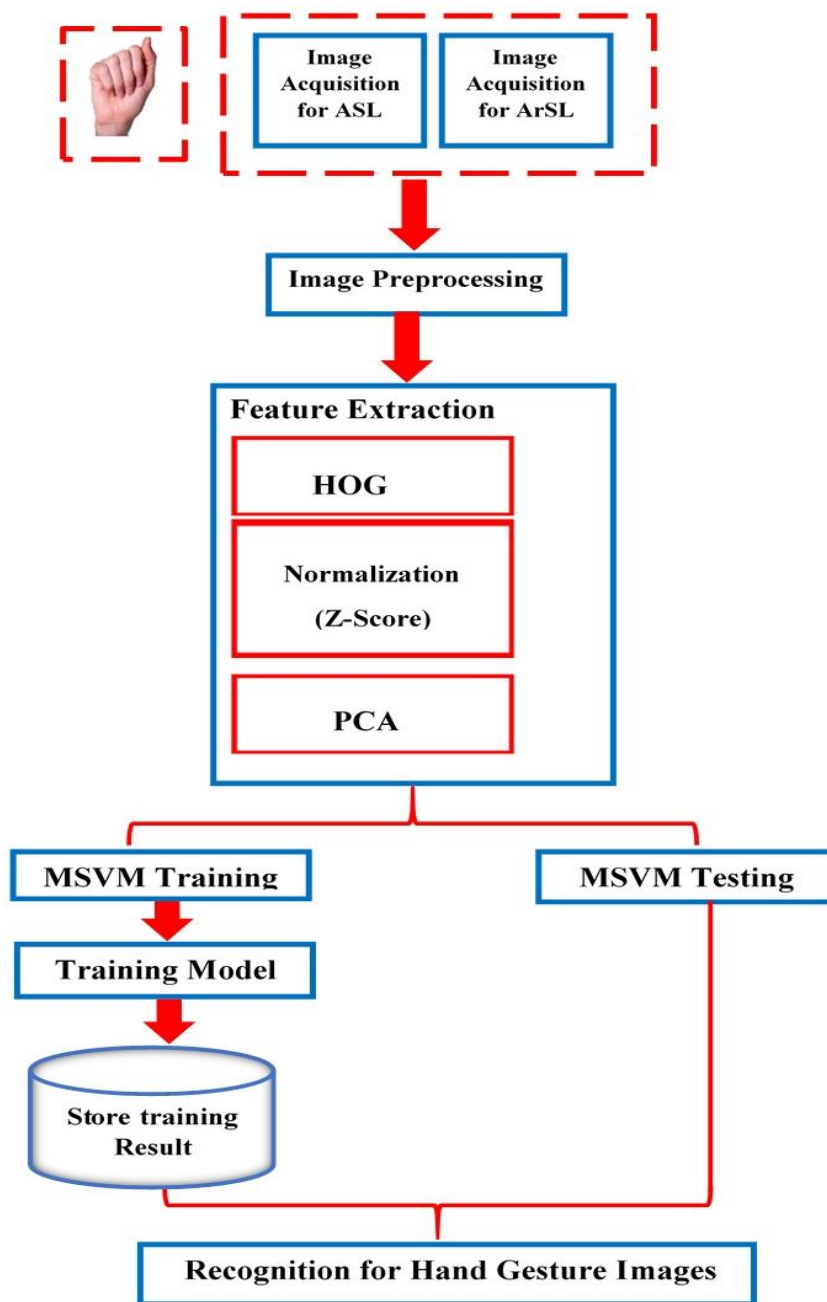 Image
Acquisition
for ASL
Image
Acquisition
for ArSL
Image Preprocessing
Feature Extraction
HOG
Normalization
(Z-Score)
PCA
MSVM Training
MSVM Testing
Training Model
Store training
Result
Recognition for Hand Gesture Images